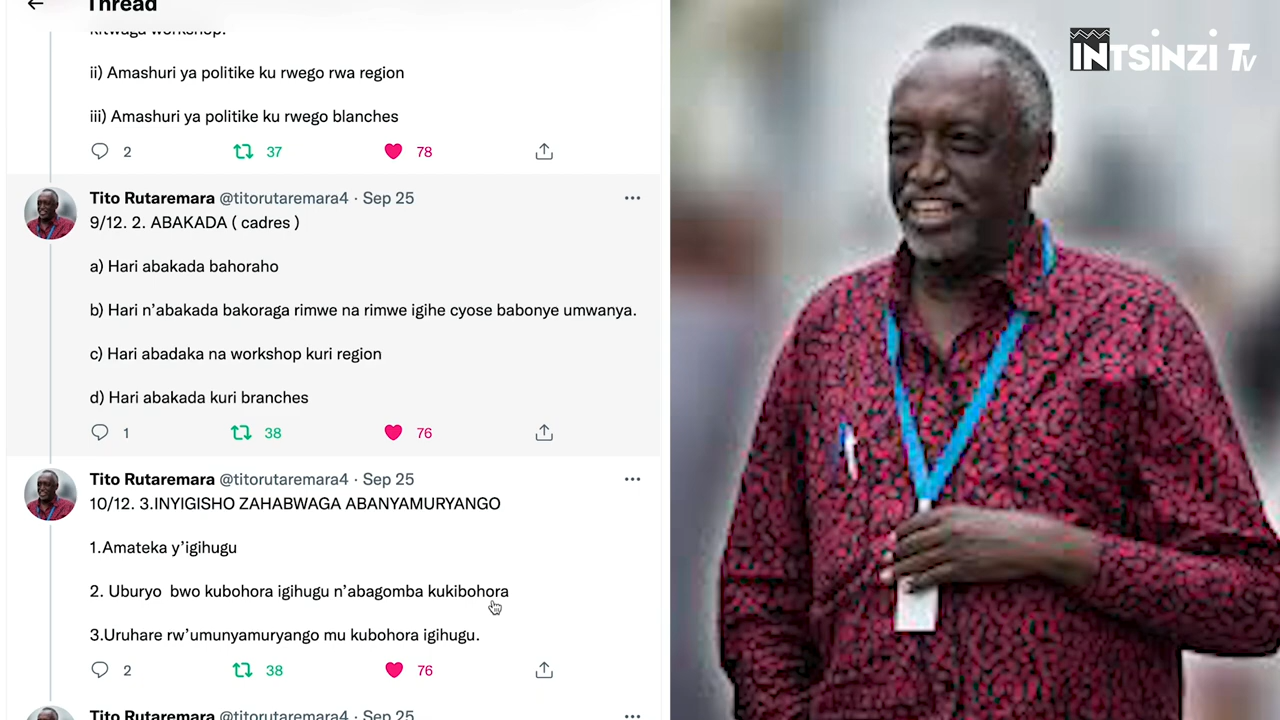 Thread
kitwaga workshop.
ii) Amashuri ya politike ku rwego rwa region
iii) Amashuri ya politike ku rwego blanches
2 37 78
Tito Rutaremara @titorutaremara4 · Sep 25
9/12. 2. ABAKADA ( cadres )
a) Hari abakada bahoraho
b) Hari n’abakada bakoraga rimwe na rimwe igihe cyose babonye umwanya.
c) Hari abadaka na workshop kuri region
d) Hari abakada kuri branches
1 38 76
Tito Rutaremara @titorutaremara4 · Sep 25
10/12. 3.INYIGISHO ZAHABWAGA ABANYAMURYANGO
1.Amateka y’igihugu
2. Uburyo  bwo kubohora igihugu n’abagomba kukibohora
3.Uruhare rw’umunyamuryango mu kubohora igihugu.
2 38 76
Tito Rutaremara @titorutaremara4 · Sep 25
INTSINZI TV